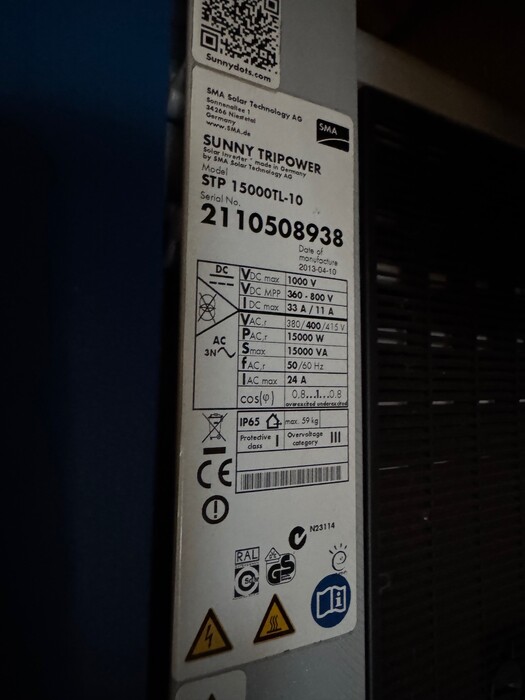 Sunnydots.com
SMA Solar Technology AG
Sonnenallee 1
34266 Niestetal
Germany
www.SMA.de
SMA
SUNNY TRIPOWER
Solar Inverter * made in Germany
by SMA Solar Technology AG
Model
STP 15000TL-10
Serial No.
2110508938
Date of
manufacture
2013-04-10
DC
VDC max 1000 V
VDC MPP 360 - 800 V
IDC max 33 A / 11 A
VAC,r 380/400/415 V
PAC,r 15000 W
Smax 15000 VA
fAC,r 50/60 Hz
IAC max 24 A
cos(φ) 0,8...1...0,8
overexcited underexcited
AC
3N
IP65 max. 59 kg
Protective class I Overvoltage category III
CE
N23114
RAL
GS